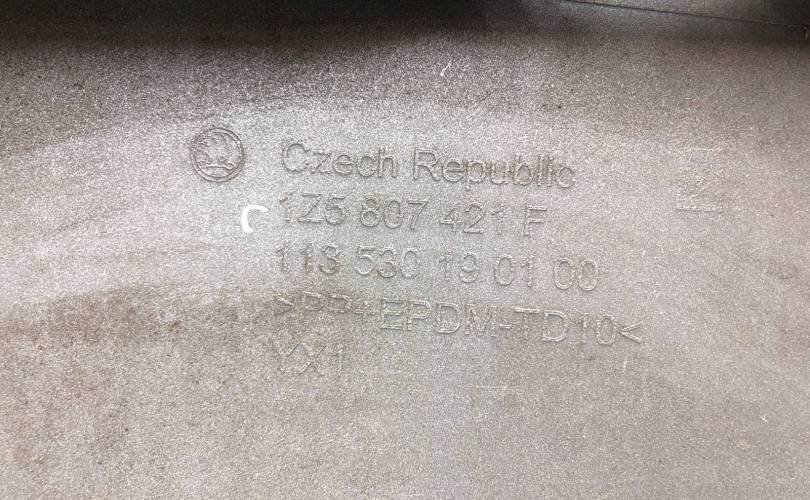 Czech Republic
1Z5 807 421 F
113 530 19 01 00
>PP+EPDM-TD10<
YX1